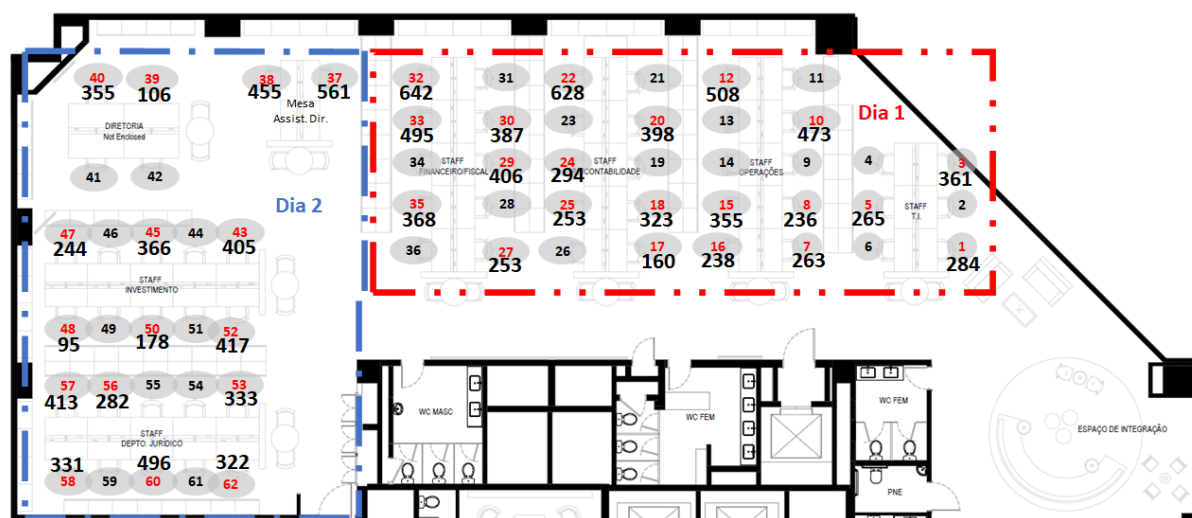 40 39 38 37 32 31 22 21 12 11
355 106 455 561 642 628 508
Mesa
Assist. Dir.
DIRETORIA
Not Enclosed
33 30 23 20 13 10 Dia 1
495 387 398 473
41 42 34 29 24 19 14 9 4 3
STAFF
FINANCEIRO/FISCAL
STAFF
CONTABILIDADE
STAFF
OPERAÇÕES
406 294 361
Dia 2
35 28 25 18 15 8 5 2
368 253 323 355 236 265
STAFF
T.I.
47 46 45 44 43
244 366 405
36 27 26 17 16 7 6 1
253 160 238 263 284
STAFF
INVESTIMENTO
48 49 50 51 52
95 178 417
57 56 55 54 53
413 282 333
STAFF
DEPTO. JURÍDICO
331 496 322
58 59 60 61 62
WC MASC
WC FEM
WC FEM
PNE
ESPAÇO DE INTEGRAÇÃO